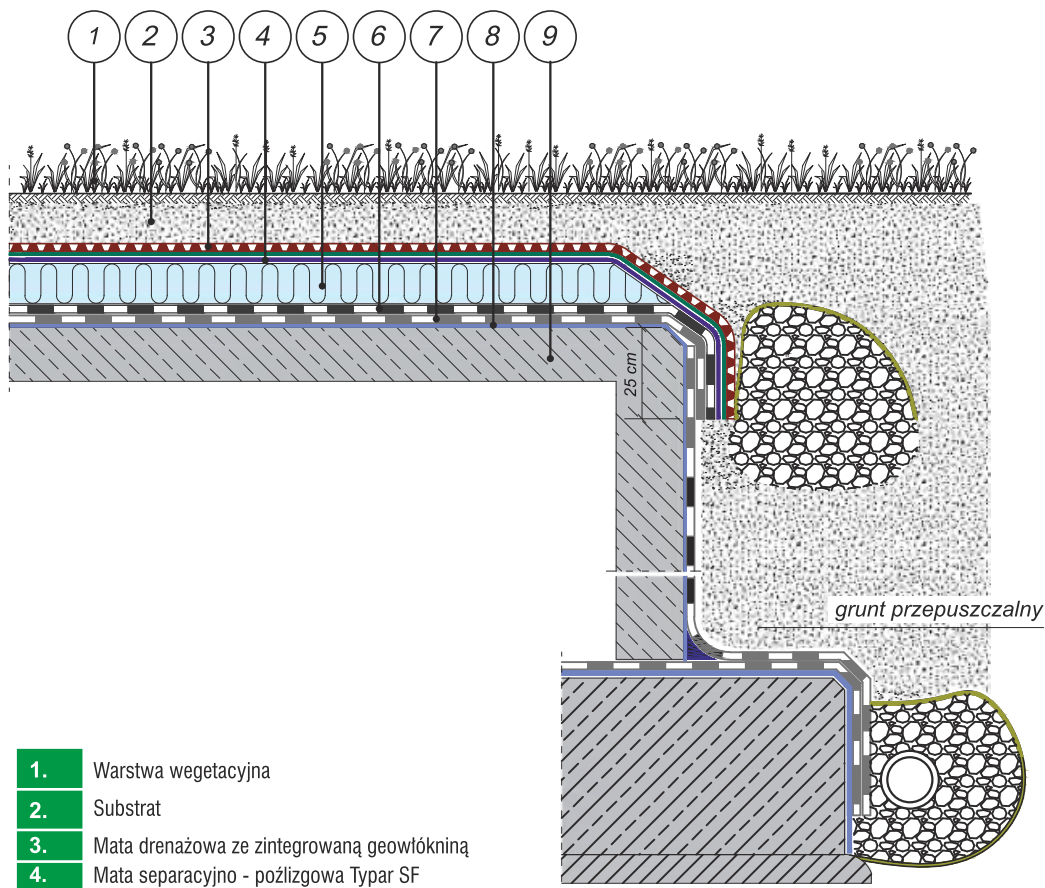 1 2 3 4 5 6 7 8 9
25 cm
grunt przepuszczalny
1. Warstwa wegetacyjna
2. Substrat
3. Mata drenażowa ze zintegrowaną geowłókniną
4. Mata separacyjno - poźlizgowa Typar SF